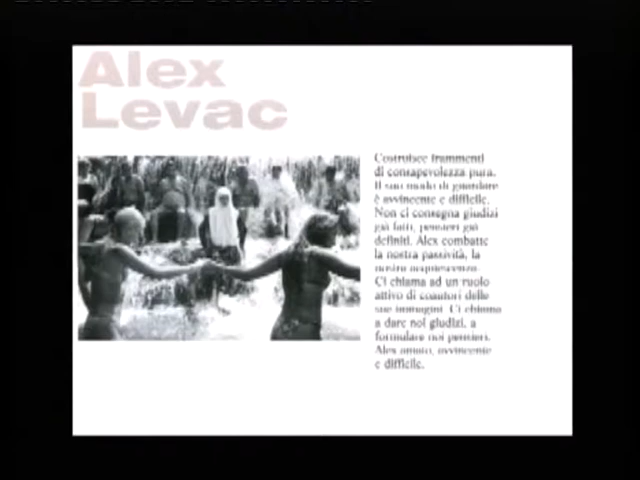 Alex
Levac
Costruisce frammenti
di consapevolezza pura.
Il suo modo di guardare
è avvincente e difficile.
Non ci consegna giudizi
già fatti, pensieri già
definiti. Alex combatte
la nostra passività, la
nostra acquiescenza.
Ci chiama ad un ruolo
attivo di coautori delle
sue immagini. Ci chiama
a dare noi giudizi, a
formulare noi pensieri.
Alex amato, avvincente
e difficile.